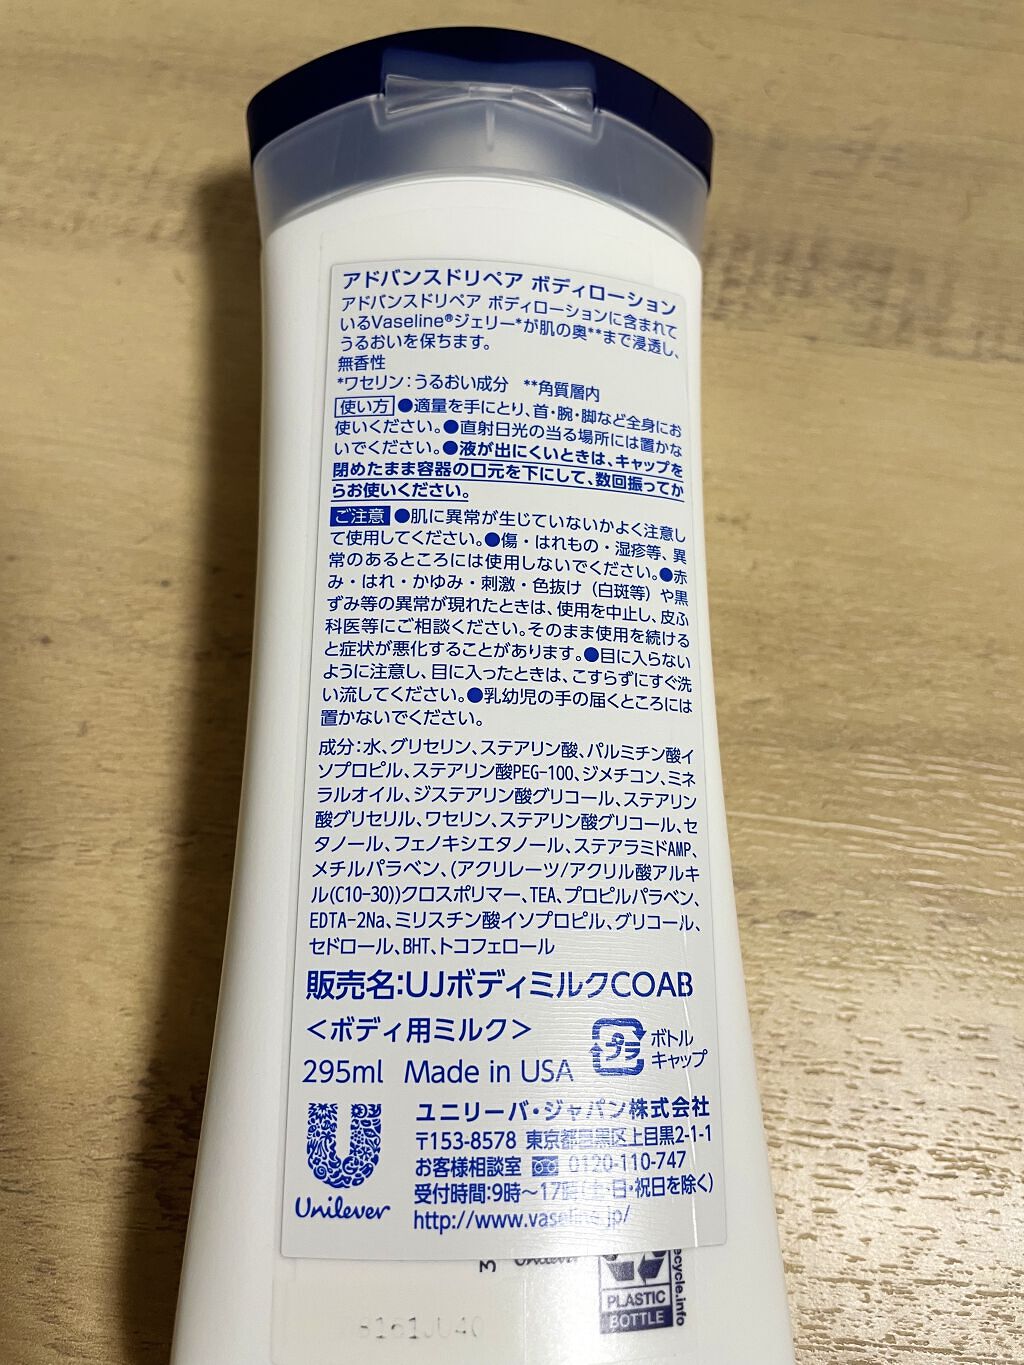 アドバンスドリペア ボディローション
アドバンスドリペア ボディローションに含まれて
いるVaseline®ジェリー*が肌の奥**まで浸透し、
うるおいを保ちます。
無香性
*ワセリン：うるおい成分 **角質層内
使い方 ●適量を手にとり、首・腕・脚など全身にお
使いください。●直射日光の当る場所には置かな
いでください。●液が出にくいときは、キャップを
閉めたまま容器の口元を下にして、数回振ってか
らお使いください。
ご注意 ●肌に異常が生じていないかよく注意し
て使用してください。●傷・はれもの・湿疹等、異
常のあるところには使用しないでください。●赤
み・はれ・かゆみ・刺激・色抜け（白斑等）や黒
ずみ等の異常が現れたときは、使用を中止し、皮ふ
科医等にご相談ください。そのまま使用を続ける
と症状が悪化することがあります。●目に入らない
ように注意し、目に入ったときは、こすらずにすぐ洗
い流してください。●乳幼児の手の届くところには
置かないでください。
成分：水、グリセリン、ステアリン酸、パルミチン酸イ
ソプロピル、ステアリン酸PEG-100、ジメチコン、ミネ
ラルオイル、ジステアリン酸グリコール、ステアリン
酸グリセリル、ワセリン、ステアリン酸グリコール、セ
タノール、フェノキシエタノール、ステアラミドAMP、
メチルパラベン、(アクリレーツ/アクリル酸アルキ
ル(C10-30))クロスポリマー、TEA、プロピルパラベン、
EDTA-2Na、ミリスチン酸イソプロピル、グリコール、
セドロール、BHT、トコフェロール
販売名：UJボディミルクCOAB
＜ボディ用ミルク＞
295ml Made in USA
プラ
ボトル
キャップ
Unilever
ユニリーバ・ジャパン株式会社
〒153-8578 東京都目黒区上目黒2-1-1
お客様相談室 0120-110-747
受付時間：9時～17時(土・日・祝日を除く)
http://www.vaseline.jp/
Unilever
ecycle.info
PLASTIC
BOTTLE